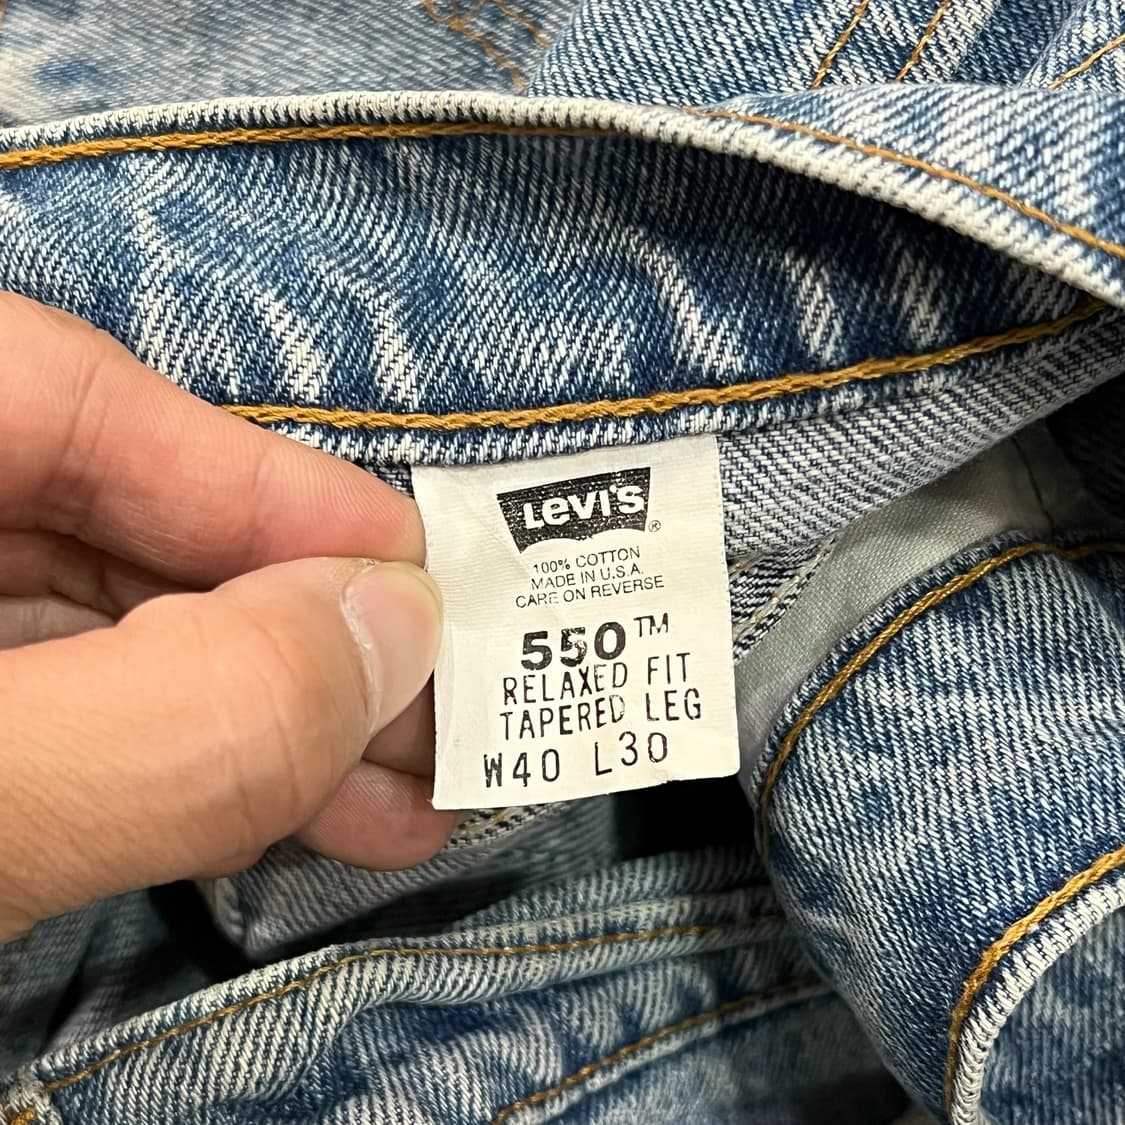 LEVI'S ®
100% COTTON
MADE IN U.S.A.
CARE ON REVERSE
550™
RELAXED FIT
TAPERED LEG
W40 L30